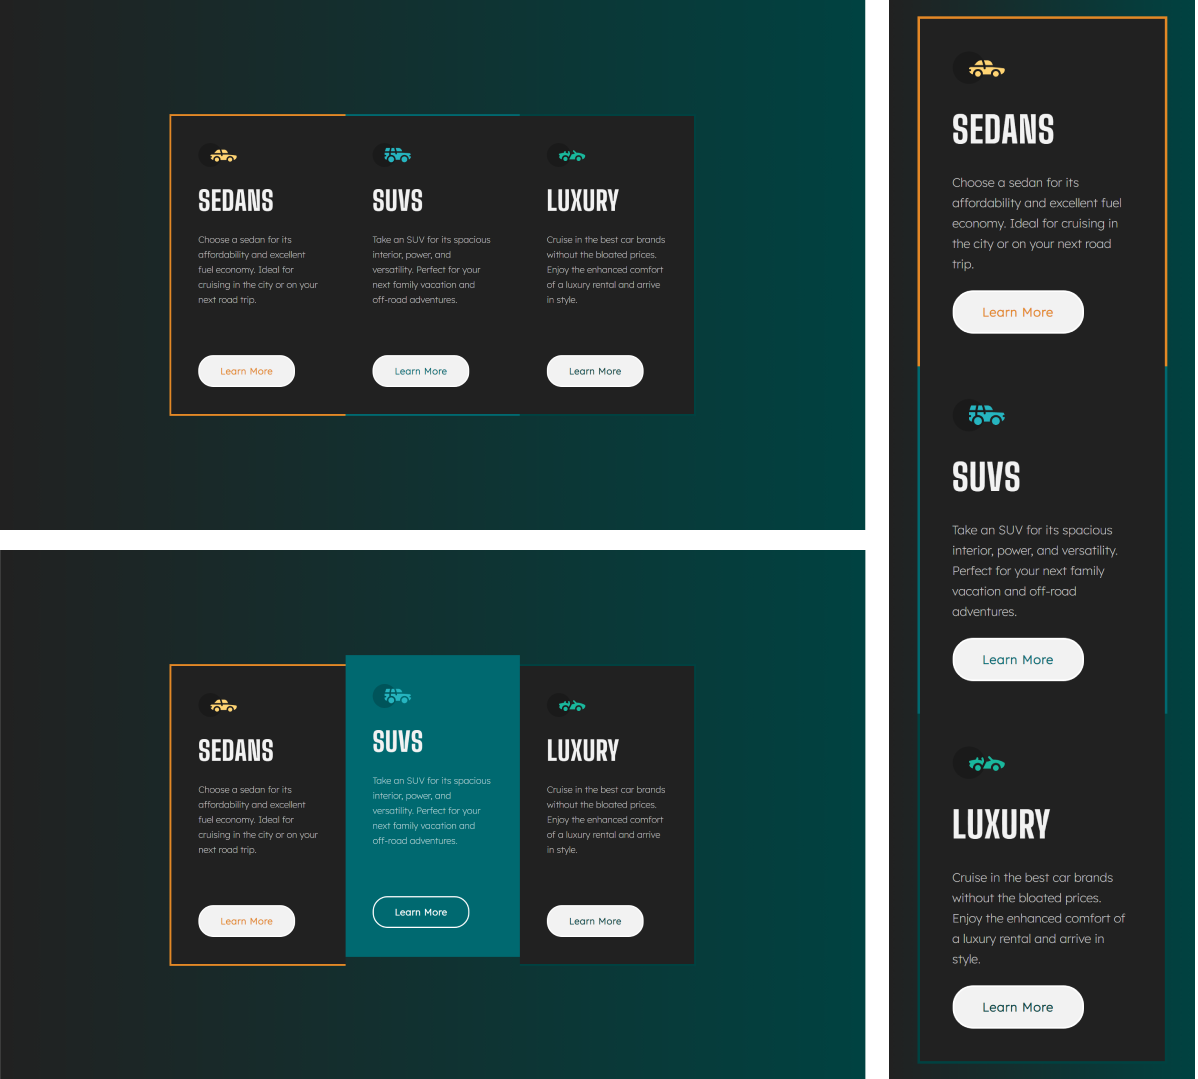 SEDANS
Choose a sedan for its
affordability and excellent
fuel economy. Ideal for
cruising in the city or on your
next road trip.
Learn More
SUVS
Take an SUV for its spacious
interior, power, and
versatility. Perfect for your
next family vacation and
off-road adventures.
Learn More
LUXURY
Cruise in the best car brands
without the bloated prices.
Enjoy the enhanced comfort
of a luxury rental and arrive
in style.
Learn More
SEDANS
Choose a sedan for its
affordability and excellent
fuel economy. Ideal for
cruising in the city or on your
next road trip.
Learn More
SUVS
Take an SUV for its spacious
interior, power, and
versatility. Perfect for your
next family vacation and
off-road adventures.
Learn More
LUXURY
Cruise in the best car brands
without the bloated prices.
Enjoy the enhanced comfort
of a luxury rental and arrive
in style.
Learn More
SEDANS
Choose a sedan for its
affordability and excellent fuel
economy. Ideal for cruising in
the city or on your next road
trip.
Learn More
SUVS
Take an SUV for its spacious
interior, power, and versatility.
Perfect for your next family
vacation and off-road
adventures.
Learn More
LUXURY
Cruise in the best car brands
without the bloated prices.
Enjoy the enhanced comfort of
a luxury rental and arrive in
style.
Learn More